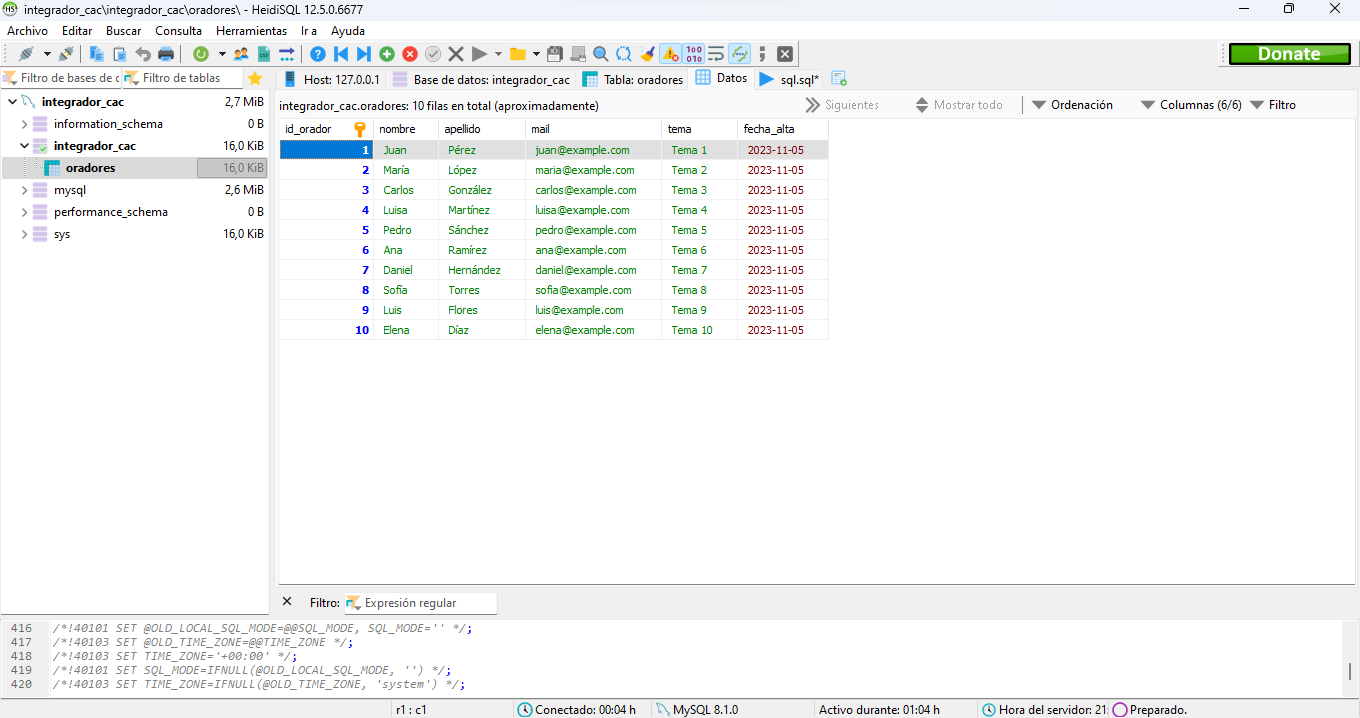 integrador_cac\integrador_cac\oradores\ - HeidiSQL 12.5.0.6677
Archivo Editar Buscar Consulta Herramientas Ir a Ayuda
Donate
Filtro de bases de d Filtro de tablas
Host: 127.0.0.1 Base de datos: integrador_cac Tabla: oradores Datos sql.sql*
integrador_cac 2,7 MiB
information_schema 0 B
integrador_cac 16,0 KiB
oradores 16,0 KiB
mysql 2,6 MiB
performance_schema 0 B
sys 16,0 KiB
integrador_cac.oradores: 10 filas en total (aproximadamente) Siguientes Mostrar todo Ordenación Columnas (6/6) Filtro
id_orador nombre apellido mail tema fecha_alta
1 Juan Pérez juan@example.com Tema 1 2023-11-05
2 María López maria@example.com Tema 2 2023-11-05
3 Carlos González carlos@example.com Tema 3 2023-11-05
4 Luisa Martínez luisa@example.com Tema 4 2023-11-05
5 Pedro Sánchez pedro@example.com Tema 5 2023-11-05
6 Ana Ramírez ana@example.com Tema 6 2023-11-05
7 Daniel Hernández daniel@example.com Tema 7 2023-11-05
8 Sofía Torres sofia@example.com Tema 8 2023-11-05
9 Luis Flores luis@example.com Tema 9 2023-11-05
10 Elena Díaz elena@example.com Tema 10 2023-11-05
Filtro: Expresión regular
416 /*!40101 SET @OLD_LOCAL_SQL_MODE=@@SQL_MODE, SQL_MODE='' */;
417 /*!40103 SET @OLD_TIME_ZONE=@@TIME_ZONE */;
418 /*!40103 SET TIME_ZONE='+00:00' */;
419 /*!40101 SET SQL_MODE=IFNULL(@OLD_LOCAL_SQL_MODE, '') */;
420 /*!40103 SET TIME_ZONE=IFNULL(@OLD_TIME_ZONE, 'system') */;
r1 : c1 Conectado: 00:04 h MySQL 8.1.0 Activo durante: 01:04 h Hora del servidor: 21: Preparado.